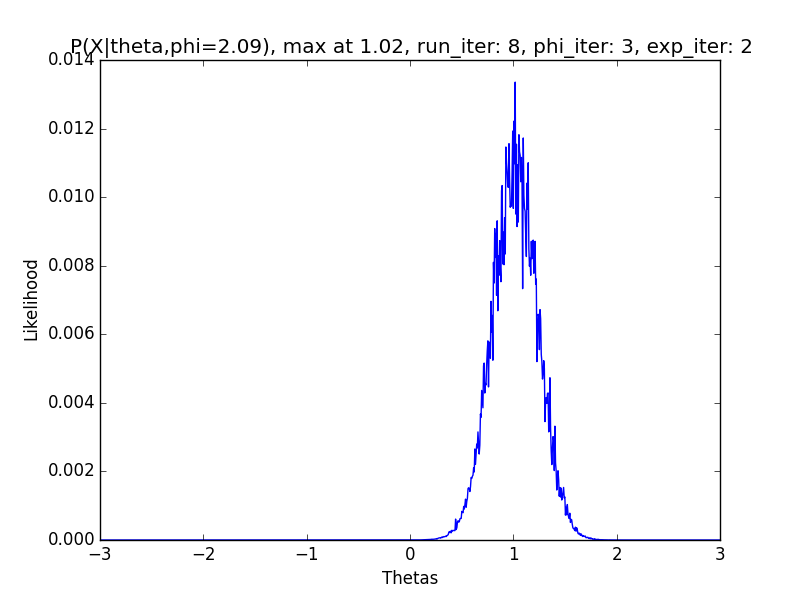 P(X|theta,phi=2.09), max at 1.02, run_iter: 8, phi_iter: 3, exp_iter: 2
0.014
0.012
0.010
0.008
0.006
0.004
0.002
0.000
Likelihood
−3 −2 −1 0 1 2 3
Thetas